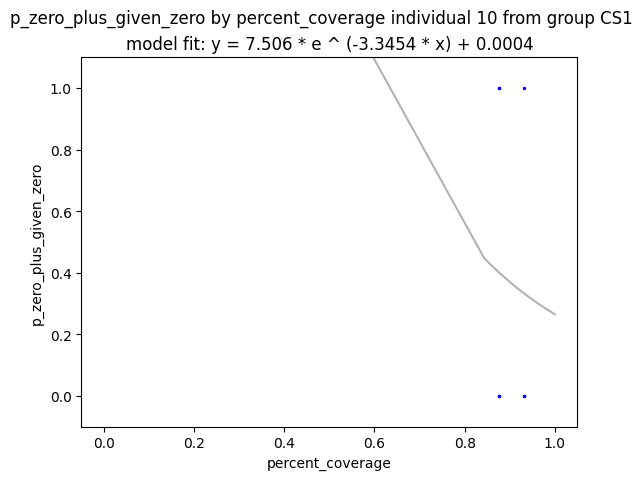 p_zero_plus_given_zero by percent_coverage individual 10 from group CS1
model fit: y = 7.506 * e ^ (-3.3454 * x) + 0.0004
1.0
0.8
0.6
0.4
0.2
0.0
p_zero_plus_given_zero
0.0 0.2 0.4 0.6 0.8 1.0
percent_coverage